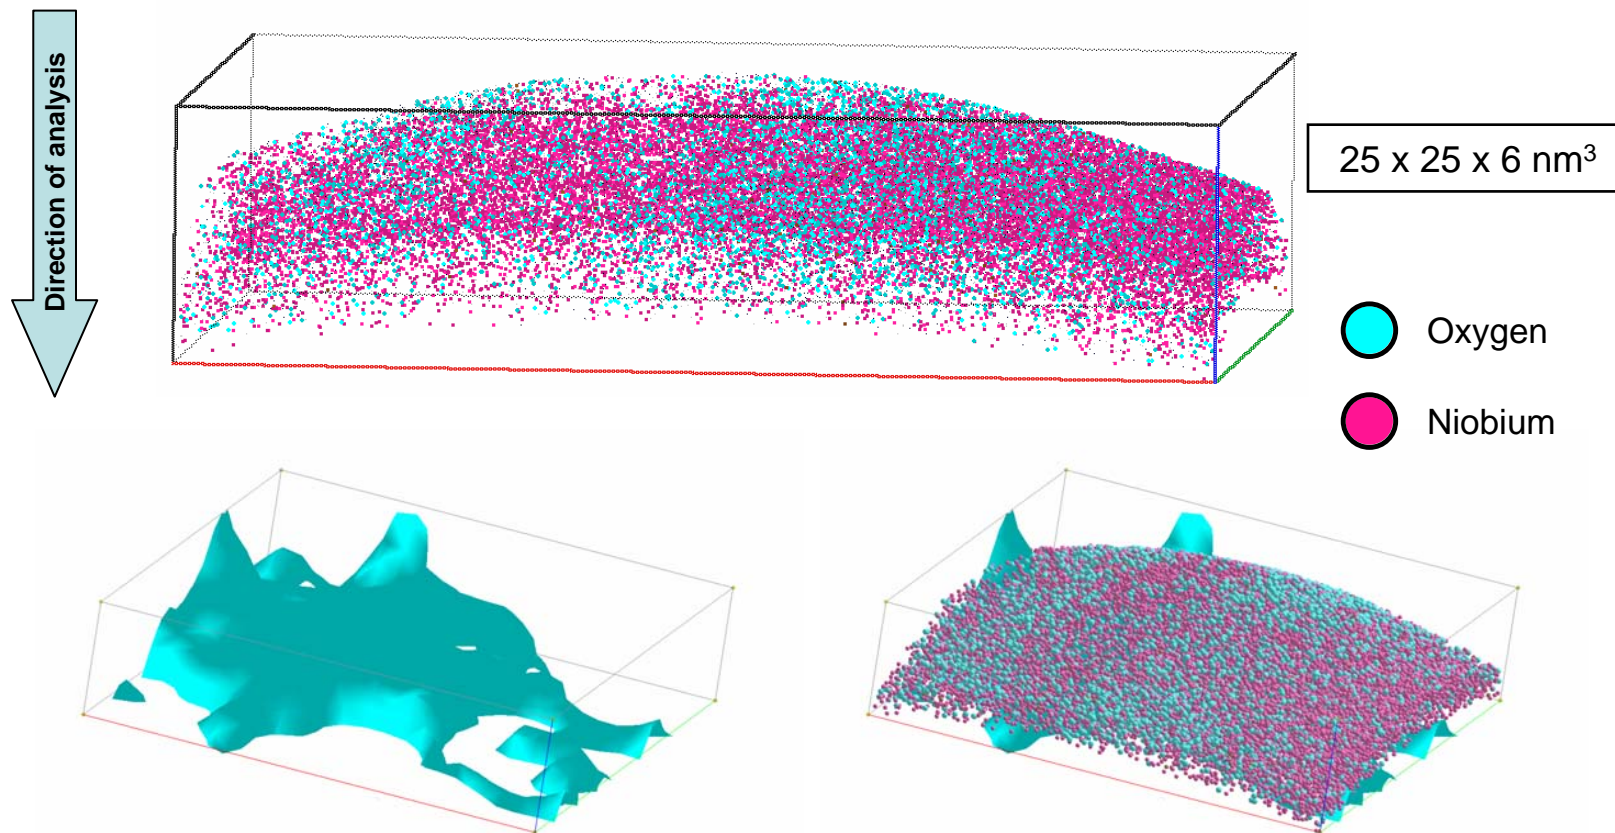 Direction of analysis
25 x 25 x 6 nm³
Oxygen
Niobium